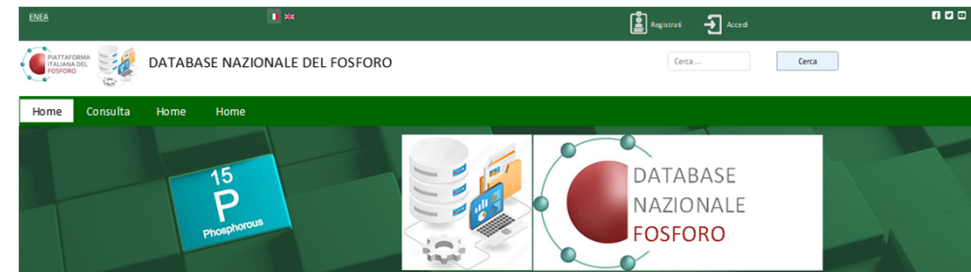 ENEA
Registrati
Accedi
PIATTAFORMA
ITALIANA DEL
FOSFORO
DATABASE NAZIONALE DEL FOSFORO
Cerca ...
Cerca
Home Consulta Home Home
15
P
Phosphorous
DATABASE
NAZIONALE
FOSFORO